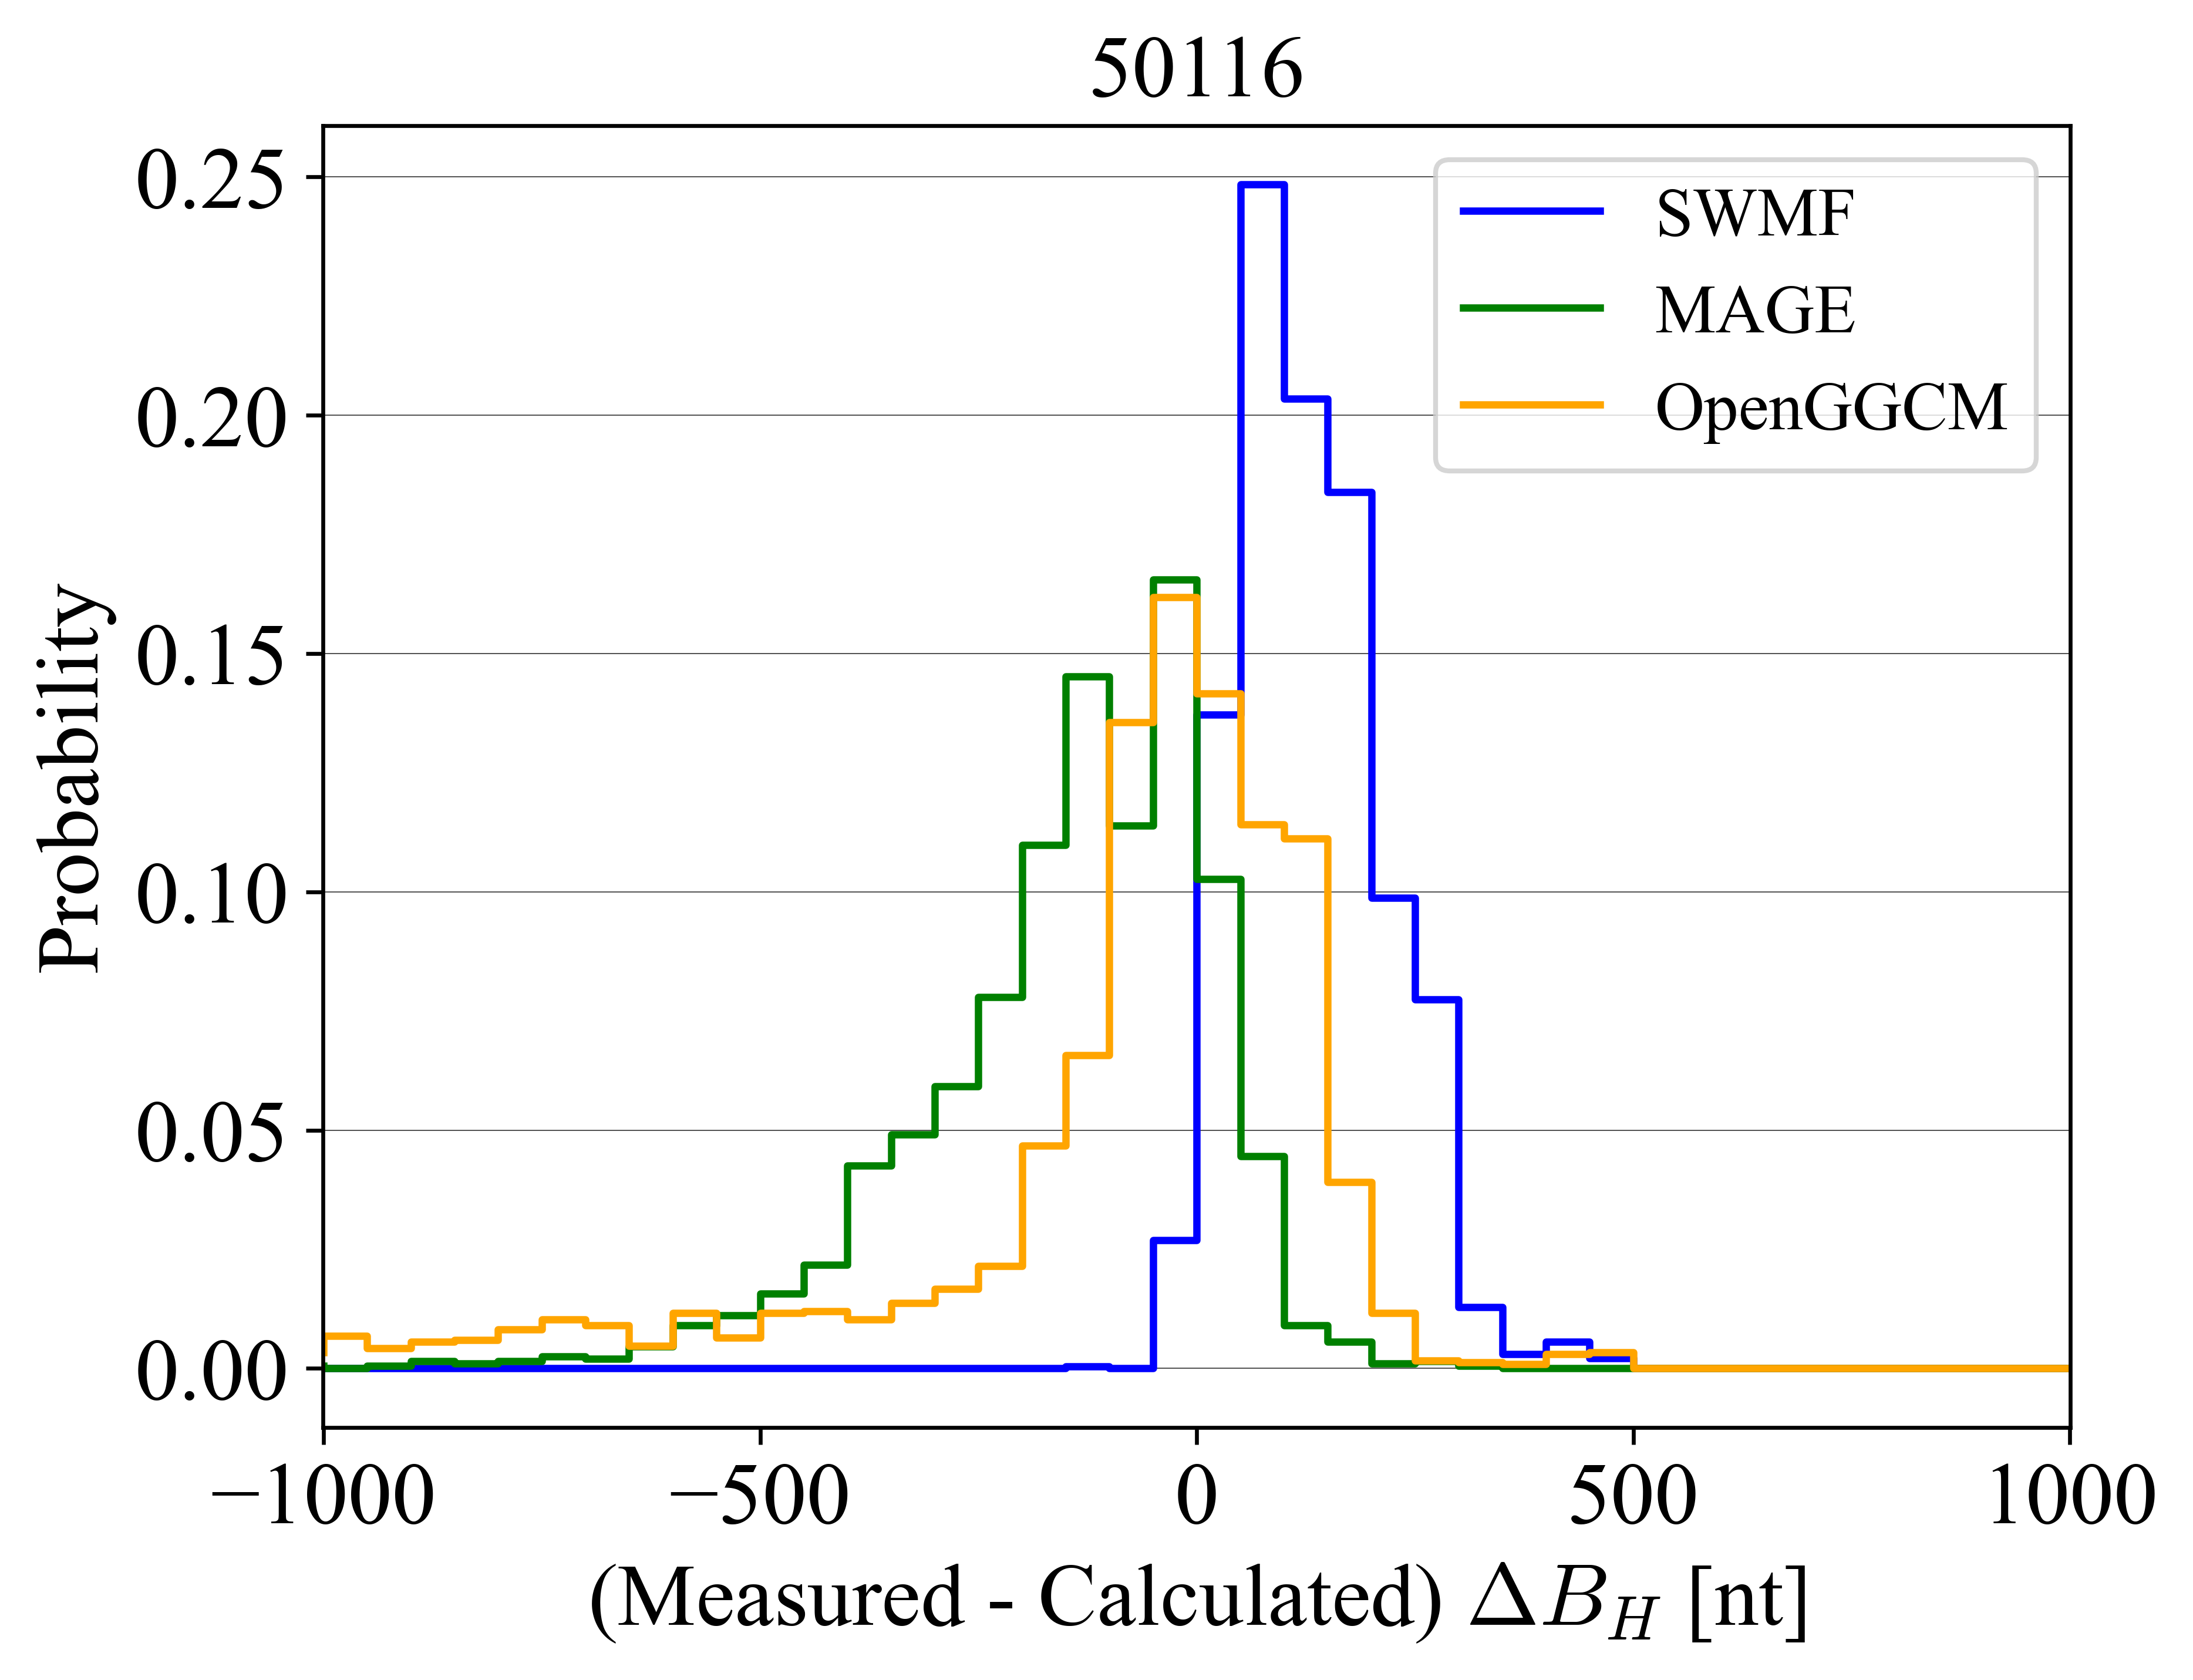 50116
0.25
0.20
0.15
0.10
0.05
0.00
Probability
SWMF
MAGE
OpenGGCM
−1000 −500 0 500 1000
(Measured - Calculated) ΔB_H [nt]